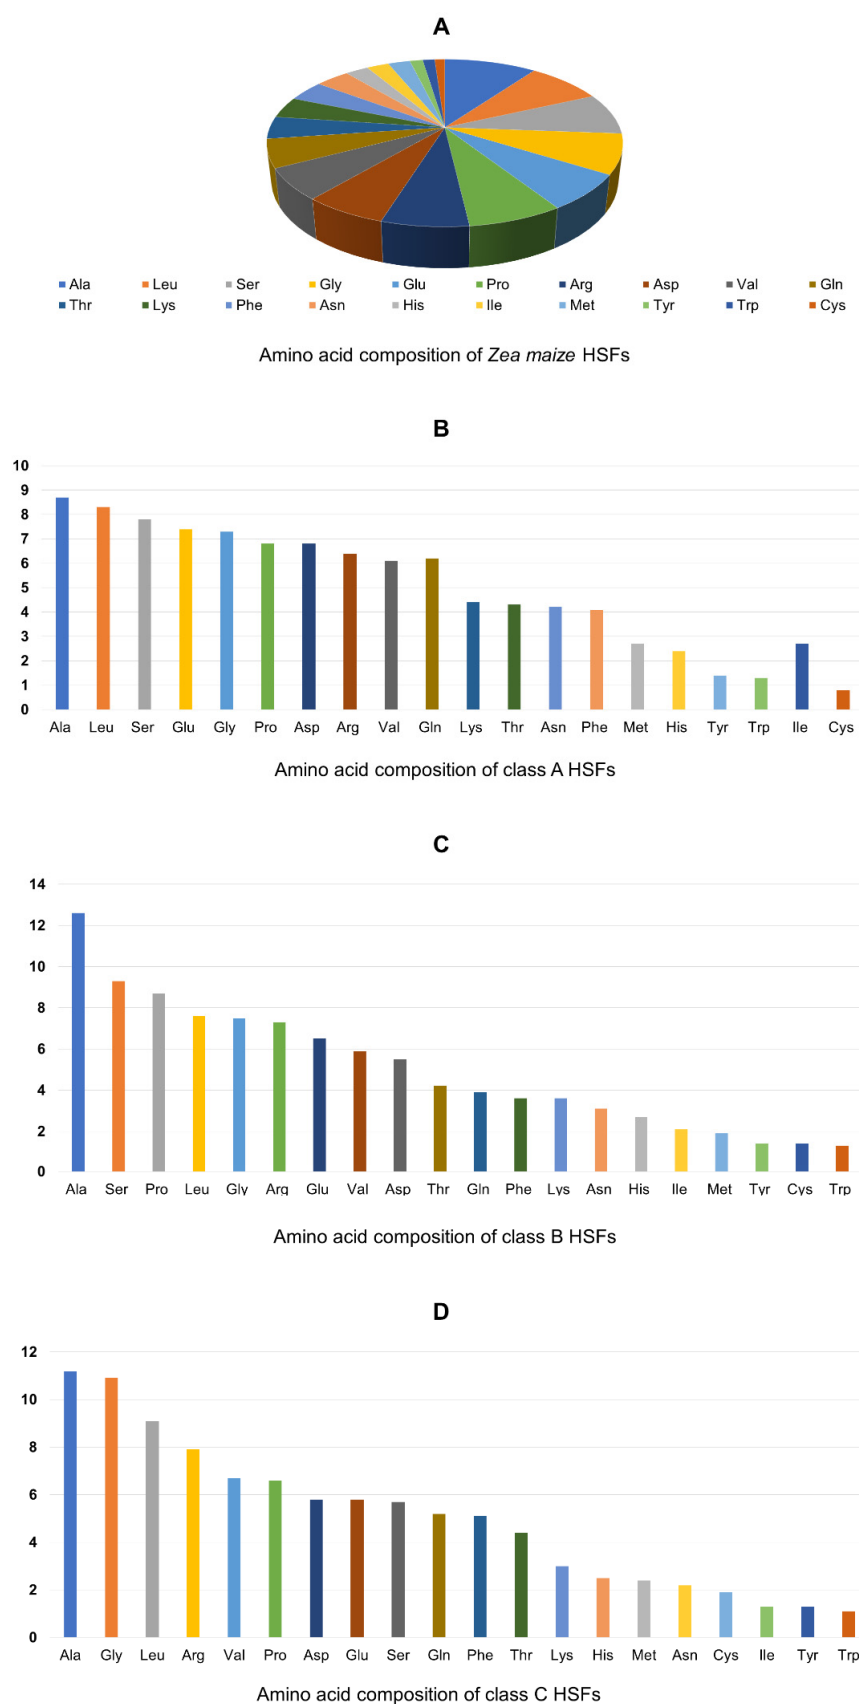 A
Ala Leu Ser Gly Glu Pro Arg Asp Val Gln
Thr Lys Phe Asn His Ile Met Tyr Trp Cys
Amino acid composition of Zea maize HSFs
B
10
9
8
7
6
5
4
3
2
1
0
Ala Leu Ser Glu Gly Pro Asp Arg Val Gln Lys Thr Asn Phe Met His Tyr Trp Ile Cys
Amino acid composition of class A HSFs
C
14
12
10
8
6
4
2
0
Ala Ser Pro Leu Gly Arg Glu Val Asp Thr Gln Phe Lys Asn His Ile Met Tyr Cys Trp
Amino acid composition of class B HSFs
D
12
10
8
6
4
2
0
Ala Gly Leu Arg Val Pro Asp Glu Ser Gln Phe Thr Lys His Met Asn Cys Ile Tyr Trp
Amino acid composition of class C HSFs